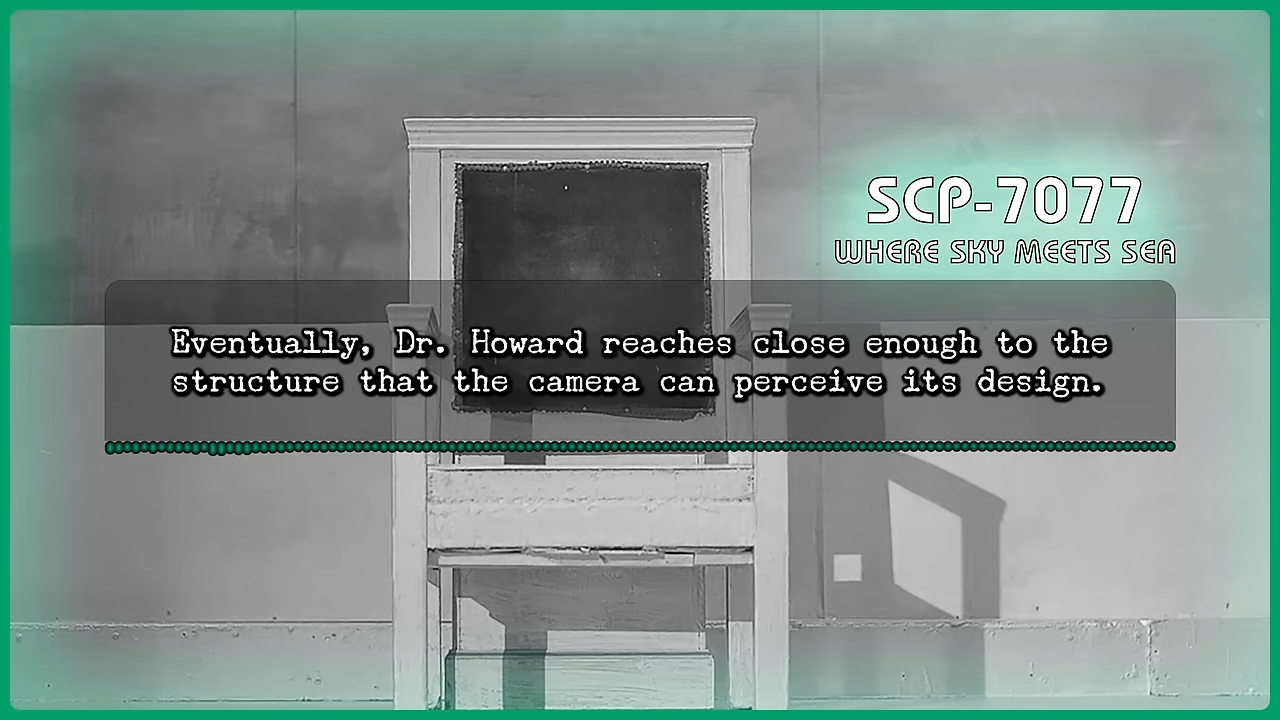 SCP-7077
WHERE SKY MEETS SEA
Eventually, Dr. Howard reaches close enough to the
structure that the camera can perceive its design.